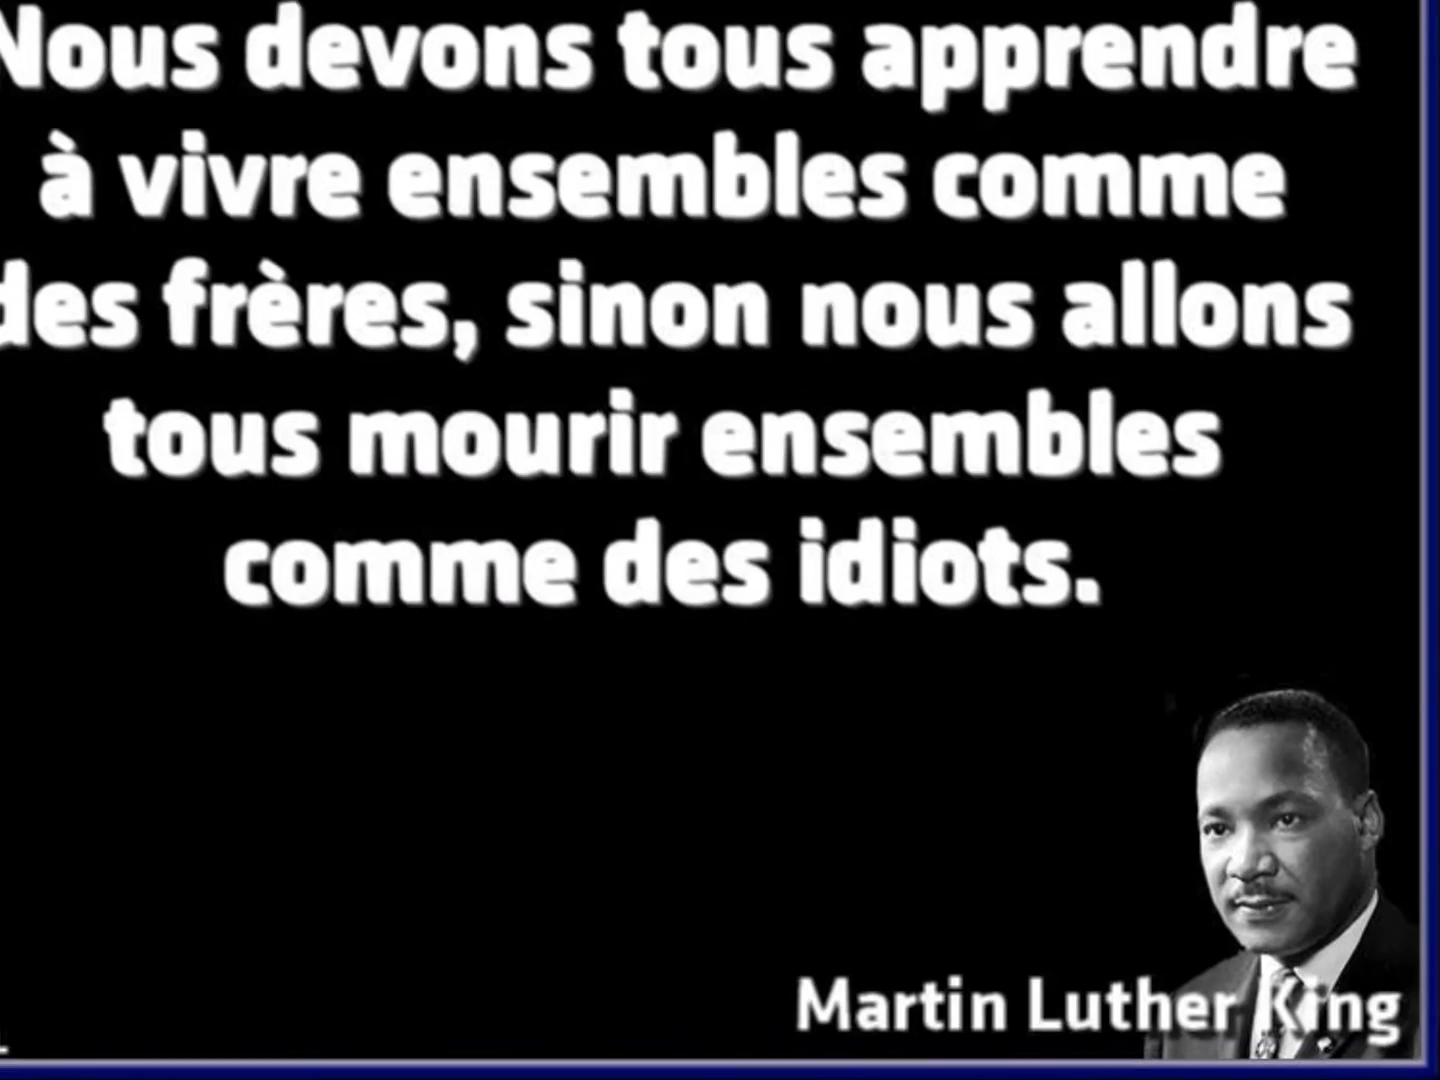 Nous devons tous apprendre
à vivre ensembles comme
des frères, sinon nous allons
tous mourir ensembles
comme des idiots.
Martin Luther King